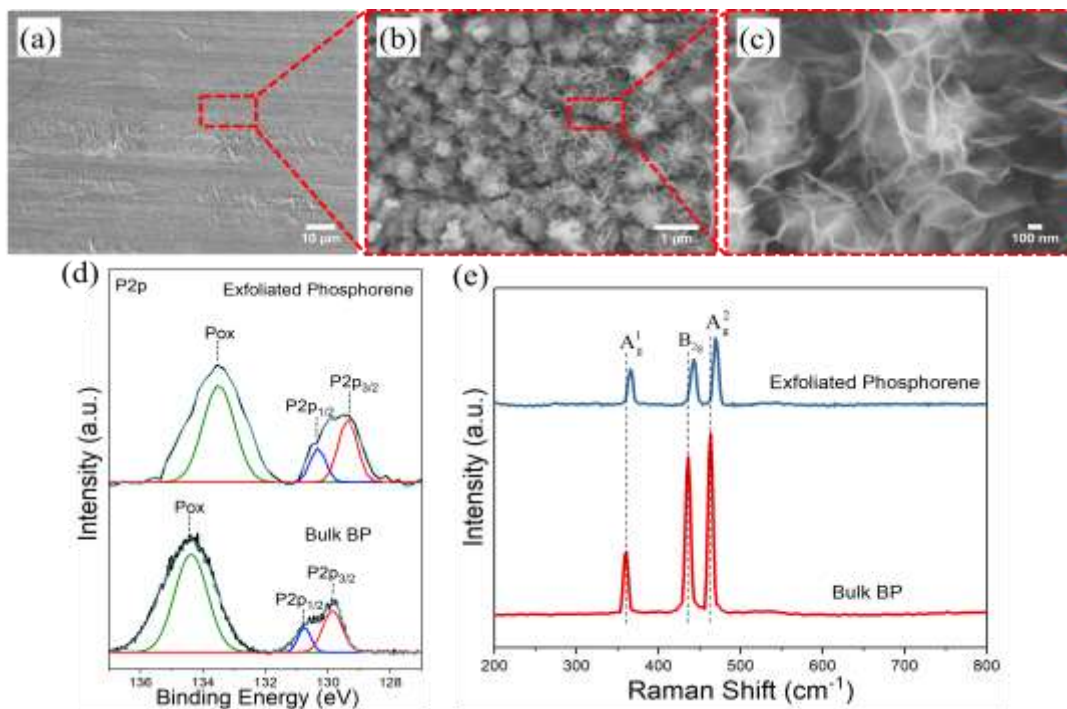 (a)
10 µm
(b)
1 µm
(c)
100 nm
(d)
P2p
Exfoliated Phosphorene
Pox
P2p1/2
P2p3/2
Bulk BP
Pox
P2p1/2
P2p3/2
Intensity (a.u.)
136 134 132 130 128
Binding Energy (eV)
(e)
A¹g
B2g
A²g
Exfoliated Phosphorene
Bulk BP
Intensity (a.u.)
200 300 400 500 600 700 800
Raman Shift (cm⁻¹)